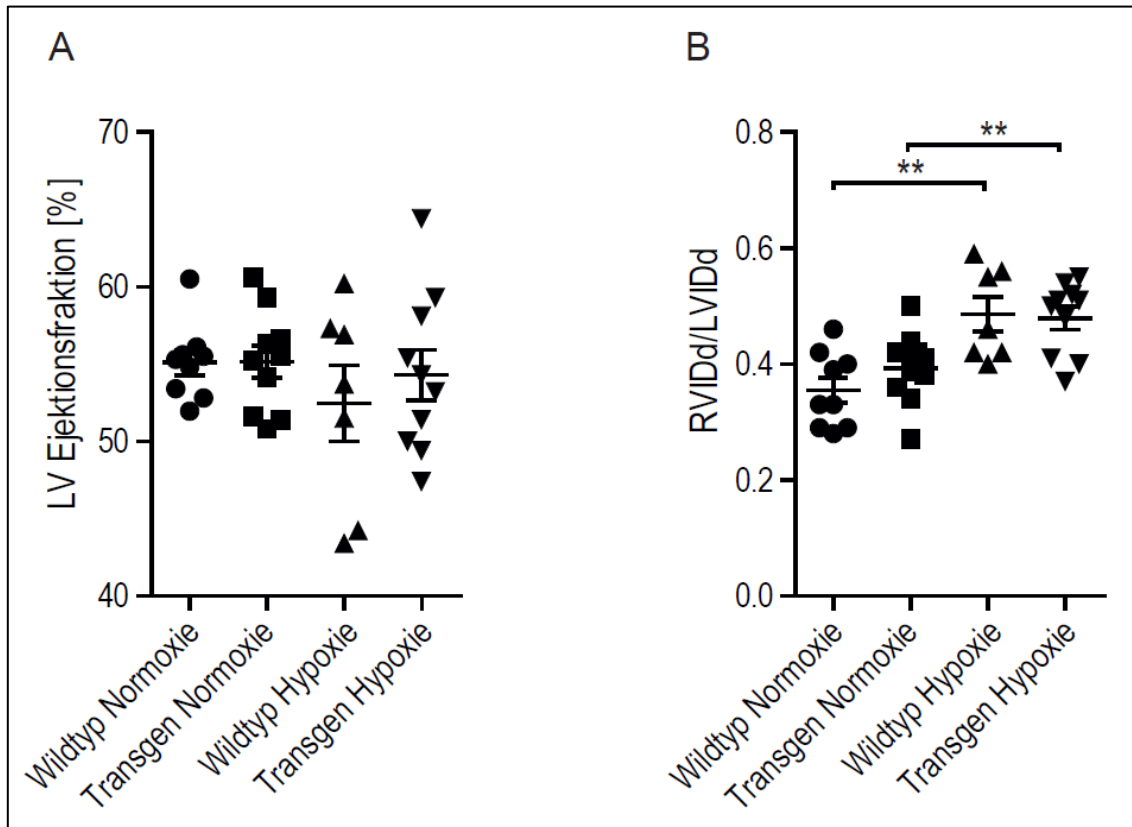 A
LV Ejektionsfraktion [%]
70
60
50
40
Wildtyp Normoxie
Transgen Normoxie
Wildtyp Hypoxie
Transgen Hypoxie
B
RVIDd/LVIDd
0.8
0.6
0.4
0.2
0.0
**
**
Wildtyp Normoxie
Transgen Normoxie
Wildtyp Hypoxie
Transgen Hypoxie